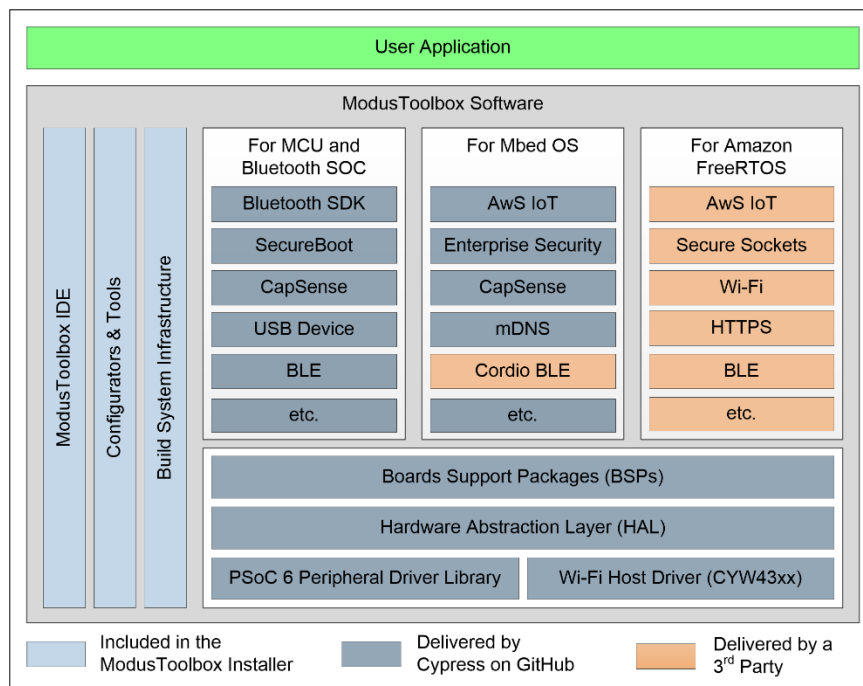 User Application
ModusToolbox Software
ModusToolbox IDE
Configurators & Tools
Build System Infrastructure
For MCU and
Bluetooth SOC
Bluetooth SDK
SecureBoot
CapSense
USB Device
BLE
etc.
For Mbed OS
AwS IoT
Enterprise Security
CapSense
mDNS
Cordio BLE
etc.
For Amazon
FreeRTOS
AwS IoT
Secure Sockets
Wi-Fi
HTTPS
BLE
etc.
Boards Support Packages (BSPs)
Hardware Abstraction Layer (HAL)
PSoC 6 Peripheral Driver Library
Wi-Fi Host Driver (CYW43xx)
Included in the
ModusToolbox Installer
Delivered by
Cypress on GitHub
Delivered by a
3rd Party